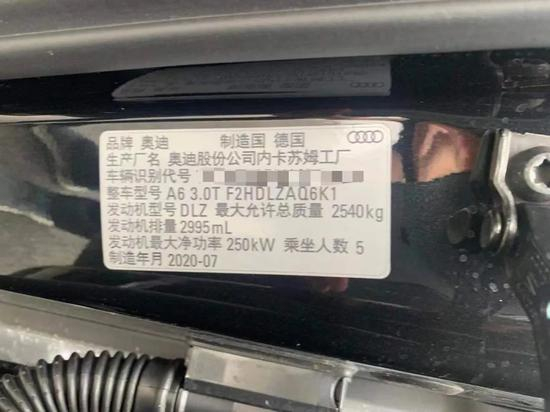 品牌 奥迪 制造国 德国
生产厂名 奥迪股份公司内卡苏姆工厂
车辆识别代号
整车型号 A6 3.0T F2HDLZAQ6K1
发动机型号 DLZ 最大允许总质量 2540kg
发动机排量 2995mL
发动机最大净功率 250kW 乘坐人数 5
制造年月 2020-07